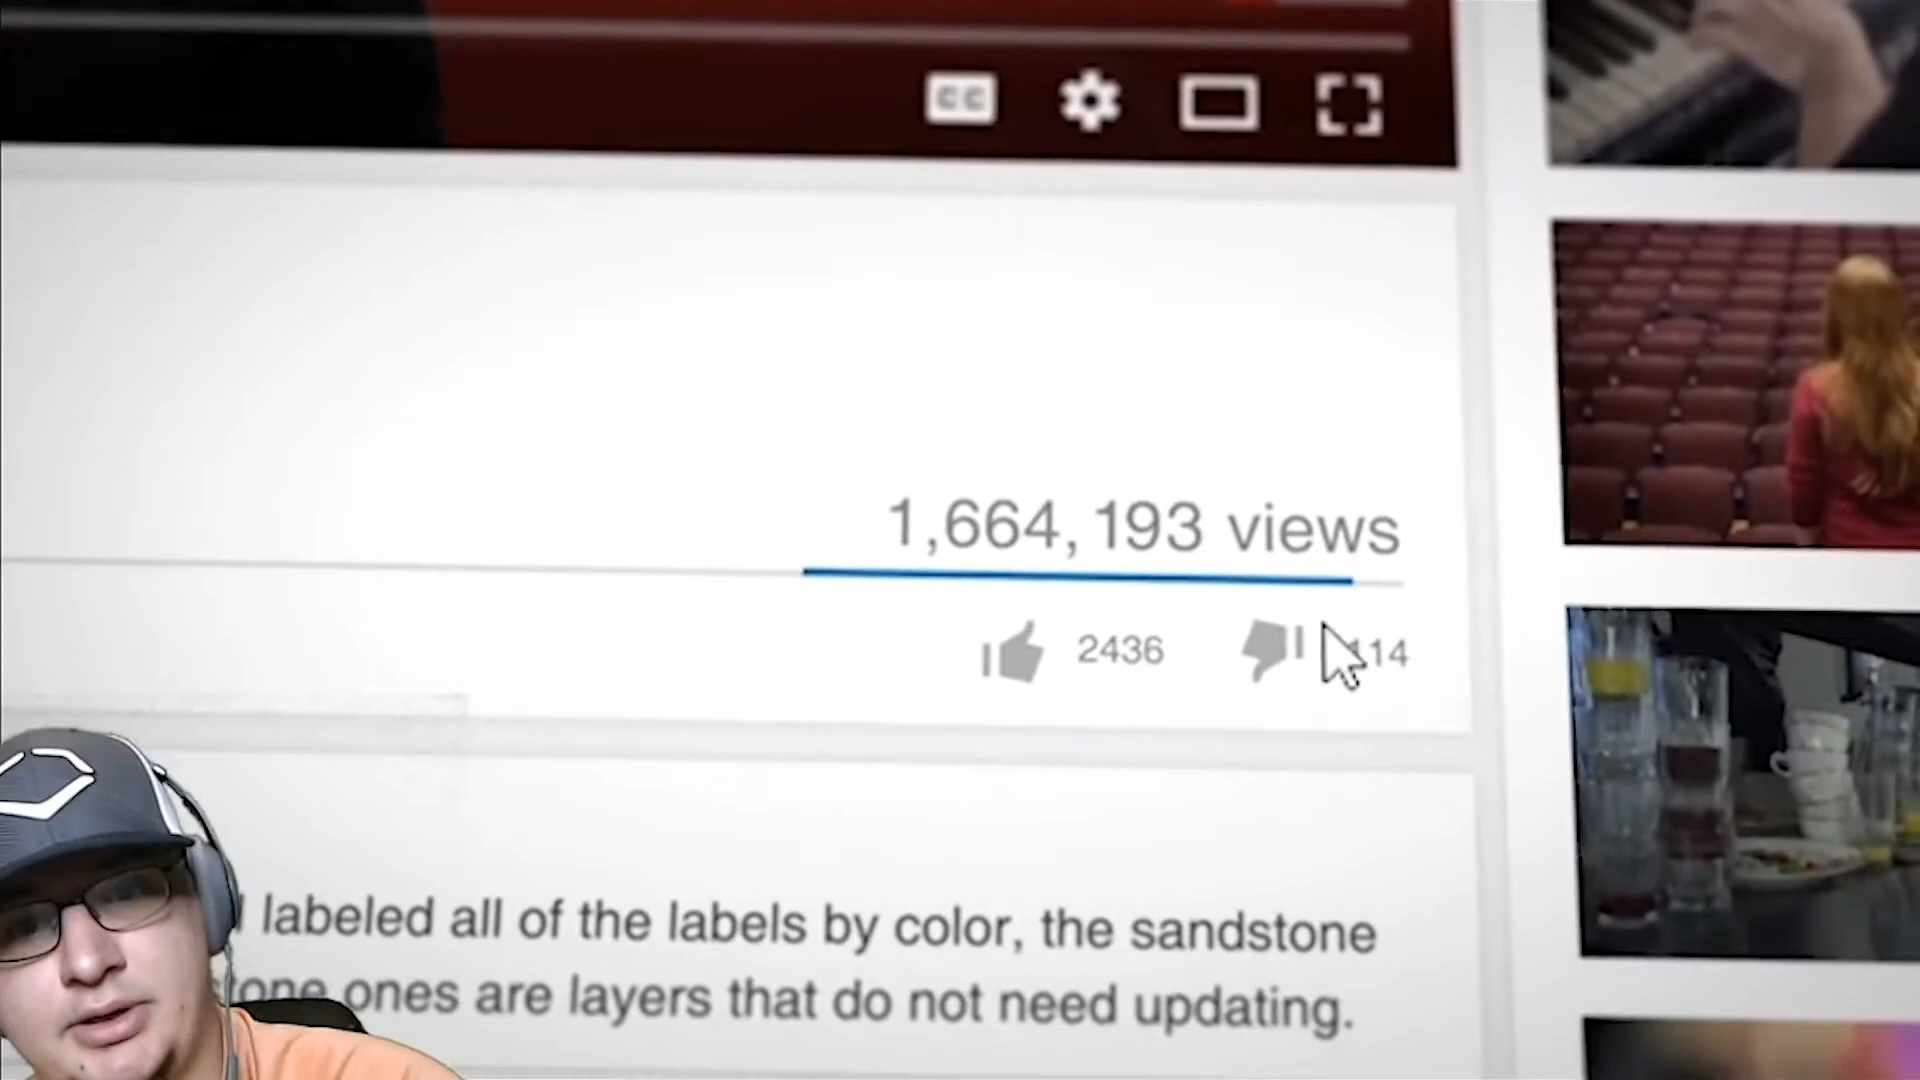 CC
1,664,193 views
2436
labeled all of the labels by color, the sandstone
ones are layers that do not need updating.